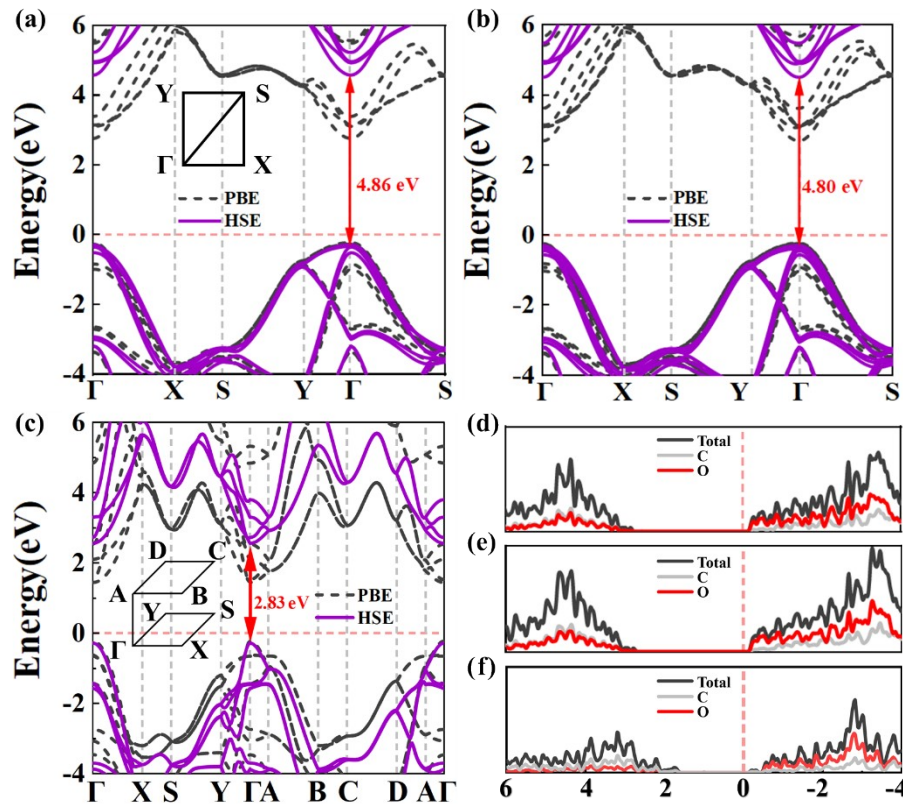 (a)
6
4
2
0
-2
-4
Energy(eV)
Y S
Γ X
PBE
HSE
4.86 eV
Γ X S Y Γ S
(b)
6
4
2
0
-2
-4
Energy(eV)
PBE
HSE
4.80 eV
Γ X S Y Γ S
(c)
6
4
2
0
-2
-4
Energy(eV)
D C
A B
Y S
Γ X
2.83 eV
PBE
HSE
Γ X S Y Γ A B C D A Γ
(d)
Total
C
O
(e)
Total
C
O
(f)
Total
C
O
6 4 2 0 -2 -4